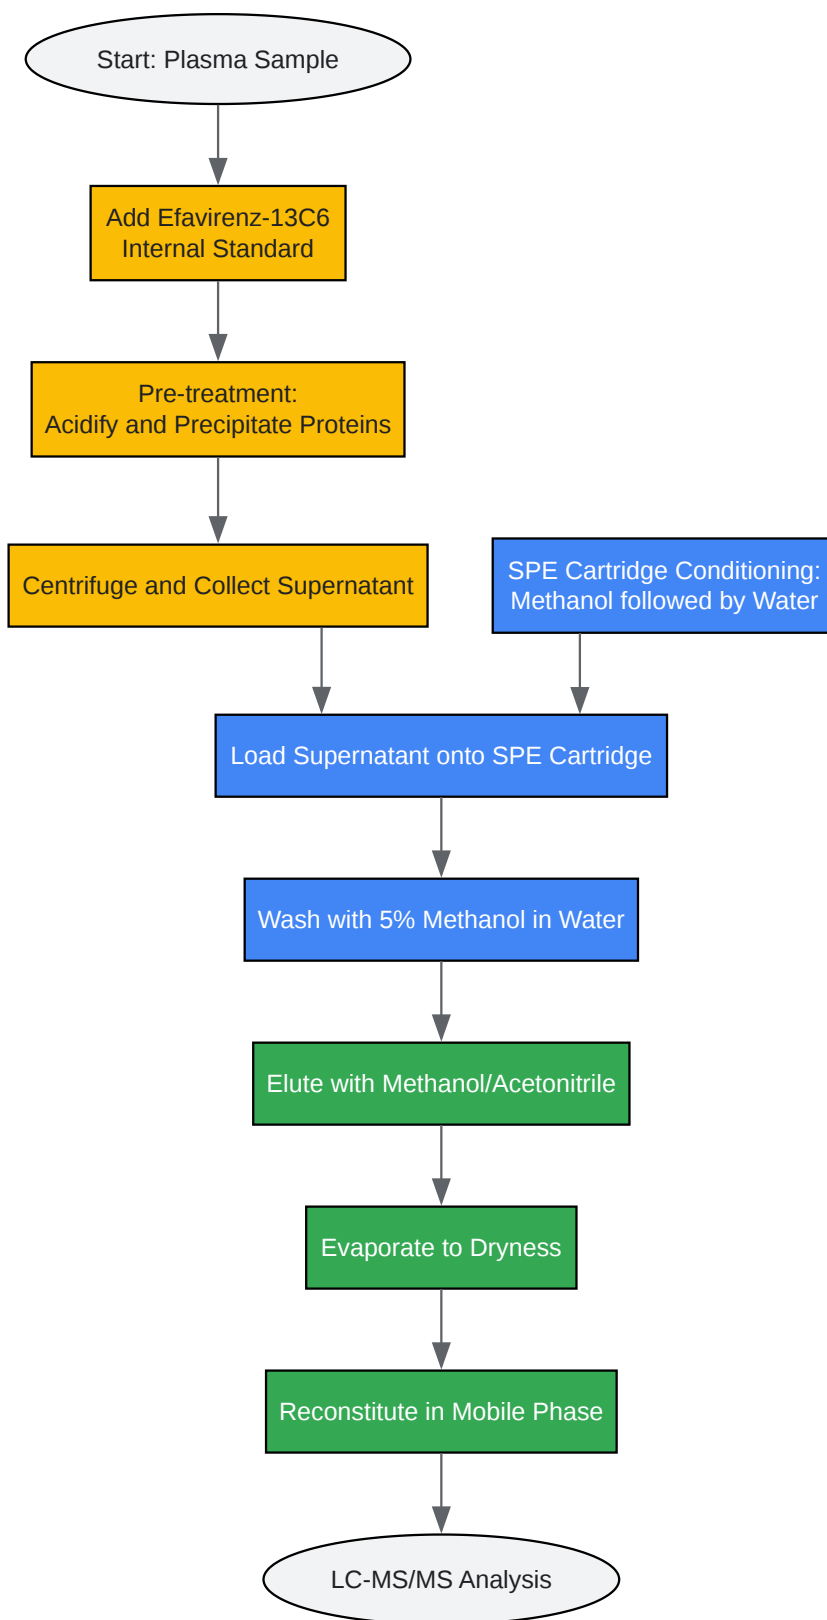 Start: Plasma Sample
Add Efavirenz-13C6
Internal Standard
Pre-treatment:
Acidify and Precipitate Proteins
Centrifuge and Collect Supernatant
SPE Cartridge Conditioning:
Methanol followed by Water
Load Supernatant onto SPE Cartridge
Wash with 5% Methanol in Water
Elute with Methanol/Acetonitrile
Evaporate to Dryness
Reconstitute in Mobile Phase
LC-MS/MS Analysis